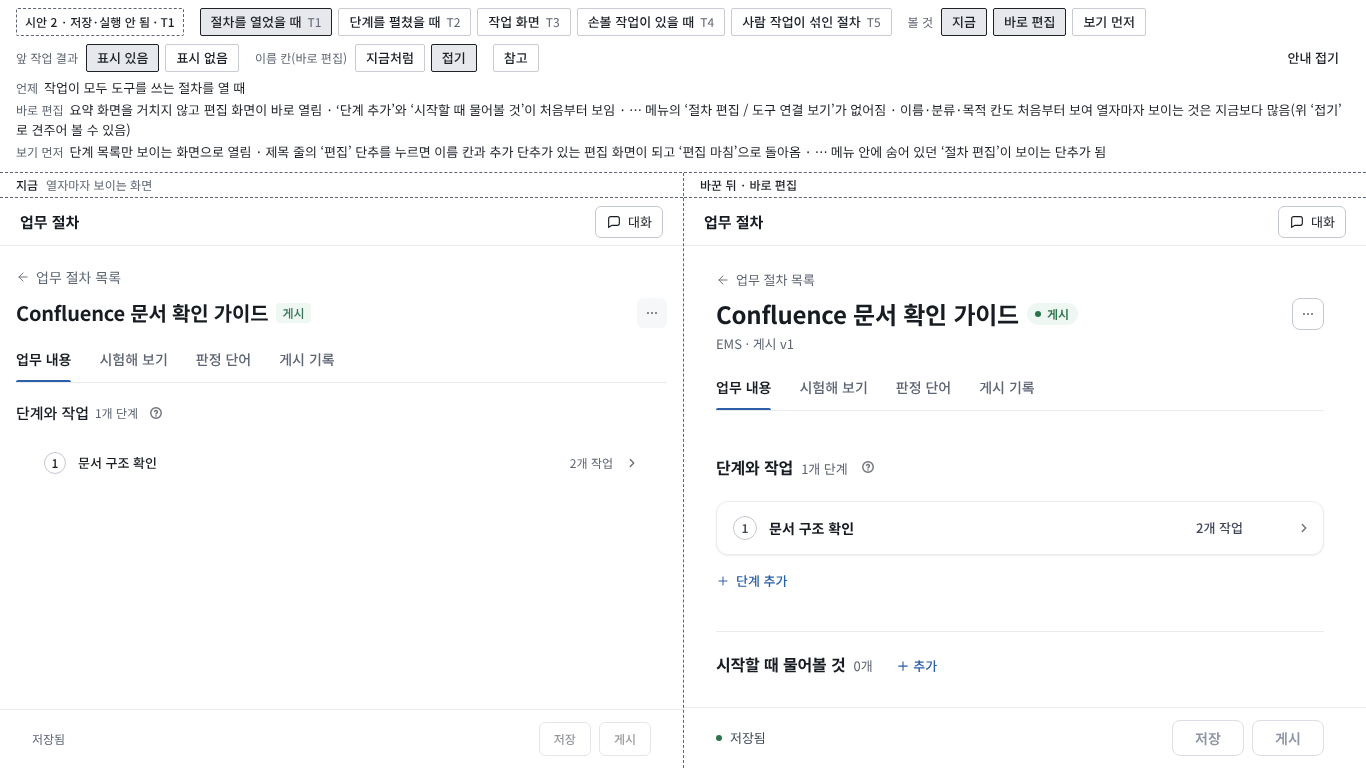 시안 2 · 저장·실행 안 됨 · T1 절차를 열었을 때 T1 단계를 펼쳤을 때 T2 작업 화면 T3 손볼 작업이 있을 때 T4 사람 작업이 섞인 절차 T5 볼 것 지금 바로 편집 보기 먼저
앞 작업 결과 표시 있음 표시 없음 이름 칸(바로 편집) 지금처럼 접기 참고 안내 접기
언제 작업이 모두 도구를 쓰는 절차를 열 때
바로 편집 요약 화면을 거치지 않고 편집 화면이 바로 열림 · ‘단계 추가’와 ‘시작할 때 물어볼 것’이 처음부터 보임 · ··· 메뉴의 ‘절차 편집 / 도구 연결 보기’가 없어짐 · 이름·분류·목적 칸도 처음부터 보여 열자마자 보이는 것은 지금보다 많음(위 ‘접기’
로 견주어 볼 수 있음)
보기 먼저 단계 목록만 보이는 화면으로 열림 · 제목 줄의 ‘편집’ 단추를 누르면 이름 칸과 추가 단추가 있는 편집 화면이 되고 ‘편집 마침’으로 돌아옴 · ··· 메뉴 안에 숨어 있던 ‘절차 편집’이 보이는 단추가 됨
지금 열자마자 보이는 화면
업무 절차
대화
← 업무 절차 목록
Confluence 문서 확인 가이드 게시 ···
업무 내용 시험해 보기 판정 단어 게시 기록
단계와 작업 1개 단계
1 문서 구조 확인 2개 작업
저장됨 저장 게시
바꾼 뒤 · 바로 편집
업무 절차
대화
← 업무 절차 목록
Confluence 문서 확인 가이드 게시 ···
EMS · 게시 v1
업무 내용 시험해 보기 판정 단어 게시 기록
단계와 작업 1개 단계
1 문서 구조 확인 2개 작업
+ 단계 추가
시작할 때 물어볼 것 0개 + 추가
저장됨 저장 게시